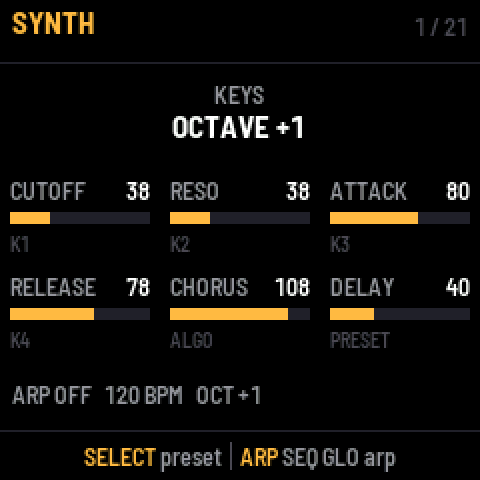 SYNTH 1/21
KEYS
OCTAVE +1
CUTOFF 38 RESO 38 ATTACK 80
K1 K2 K3
RELEASE 78 CHORUS 108 DELAY 40
K4 ALGO PRESET
ARP OFF 120 BPM OCT +1
SELECT preset | ARP SEQ GLO arp